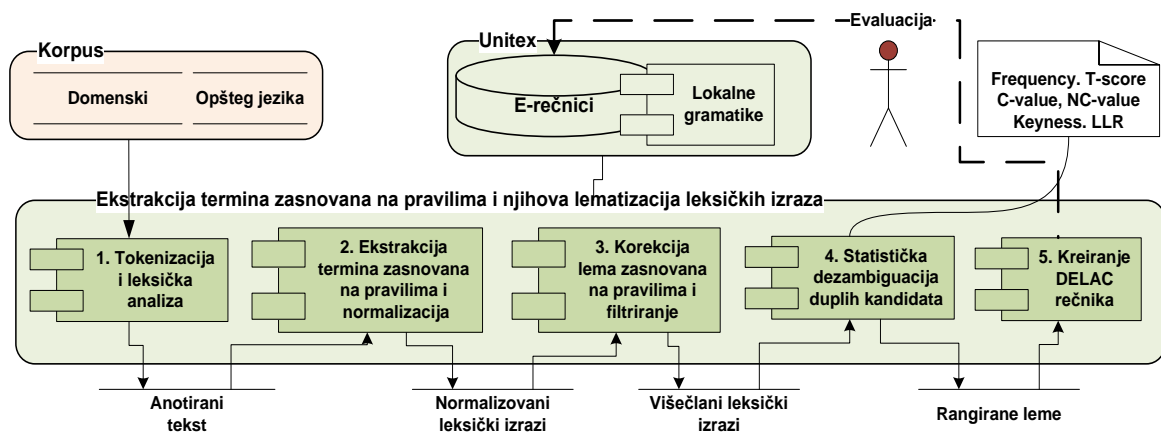 Korpus
Domenski
Opšteg jezika
Unitex
E-rečnici
Lokalne
gramatike
Evaluacija
Frequency. T-score
C-value, NC-value
Keyness. LLR
Ekstrakcija termina zasnovana na pravilima i njihova lematizacija leksičkih izraza
1. Tokenizacija
i leksička
analiza
2. Ekstrakcija
termina zasnovana
na pravilima i
normalizacija
3. Korekcija
lema zasnovana
na pravilima i
filtriranje
4. Statistička
dezambiguacija
duplih kandidata
5. Kreiranje
DELAC
rečnika
Anotirani
tekst
Normalizovani
leksički izrazi
Višečlani leksički
izrazi
Rangirane leme